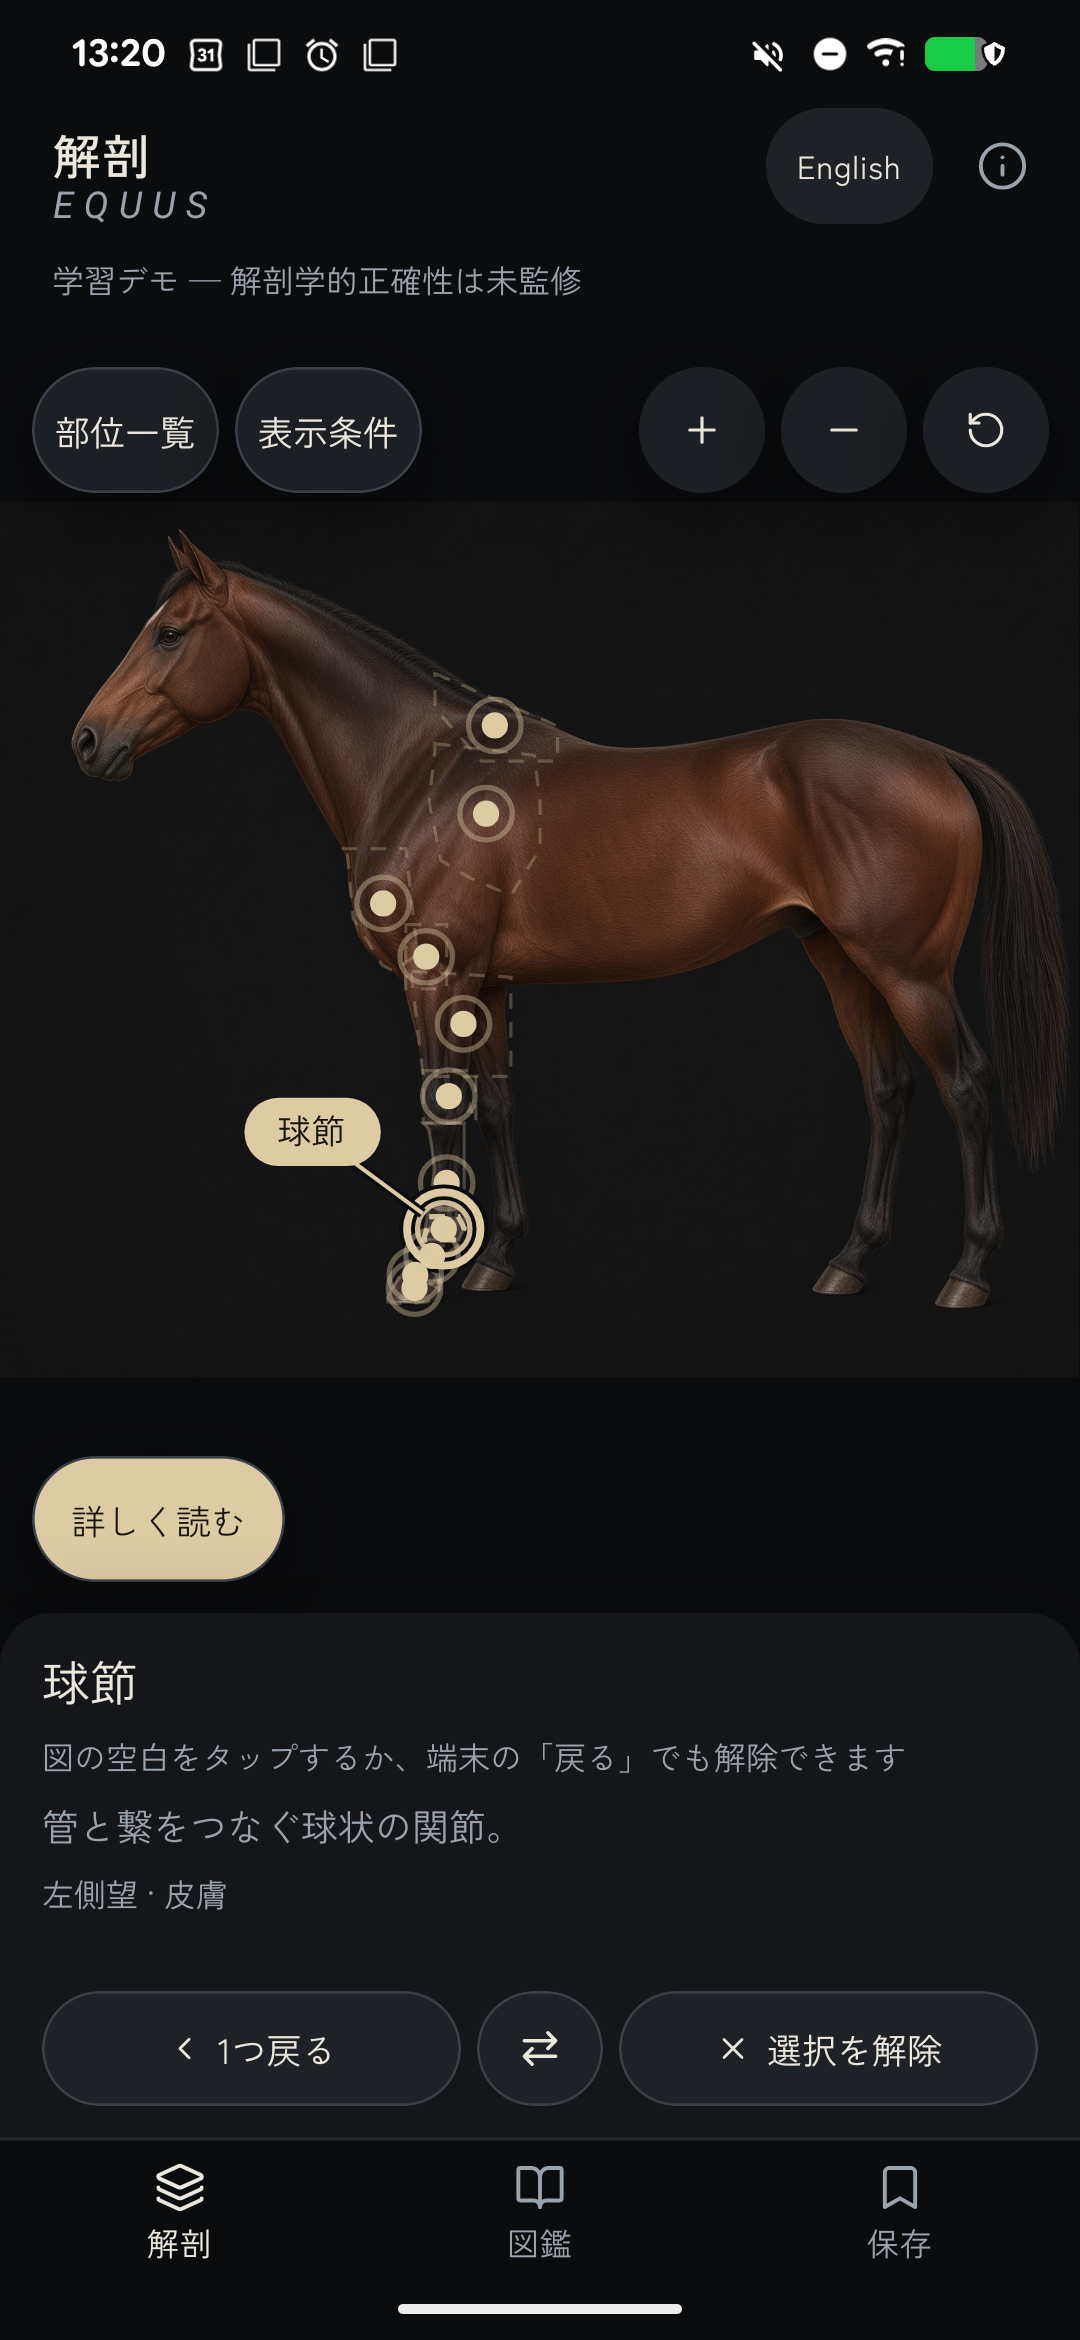 13:20
31
解剖
EQUUS
English
学習デモ — 解剖学的正確性は未監修
部位一覧
表示条件
球節
詳しく読む
球節
図の空白をタップするか、端末の「戻る」でも解除できます
管と繋をつなぐ球状の関節。
左側望 · 皮膚
1つ戻る
選択を解除
解剖
図鑑
保存